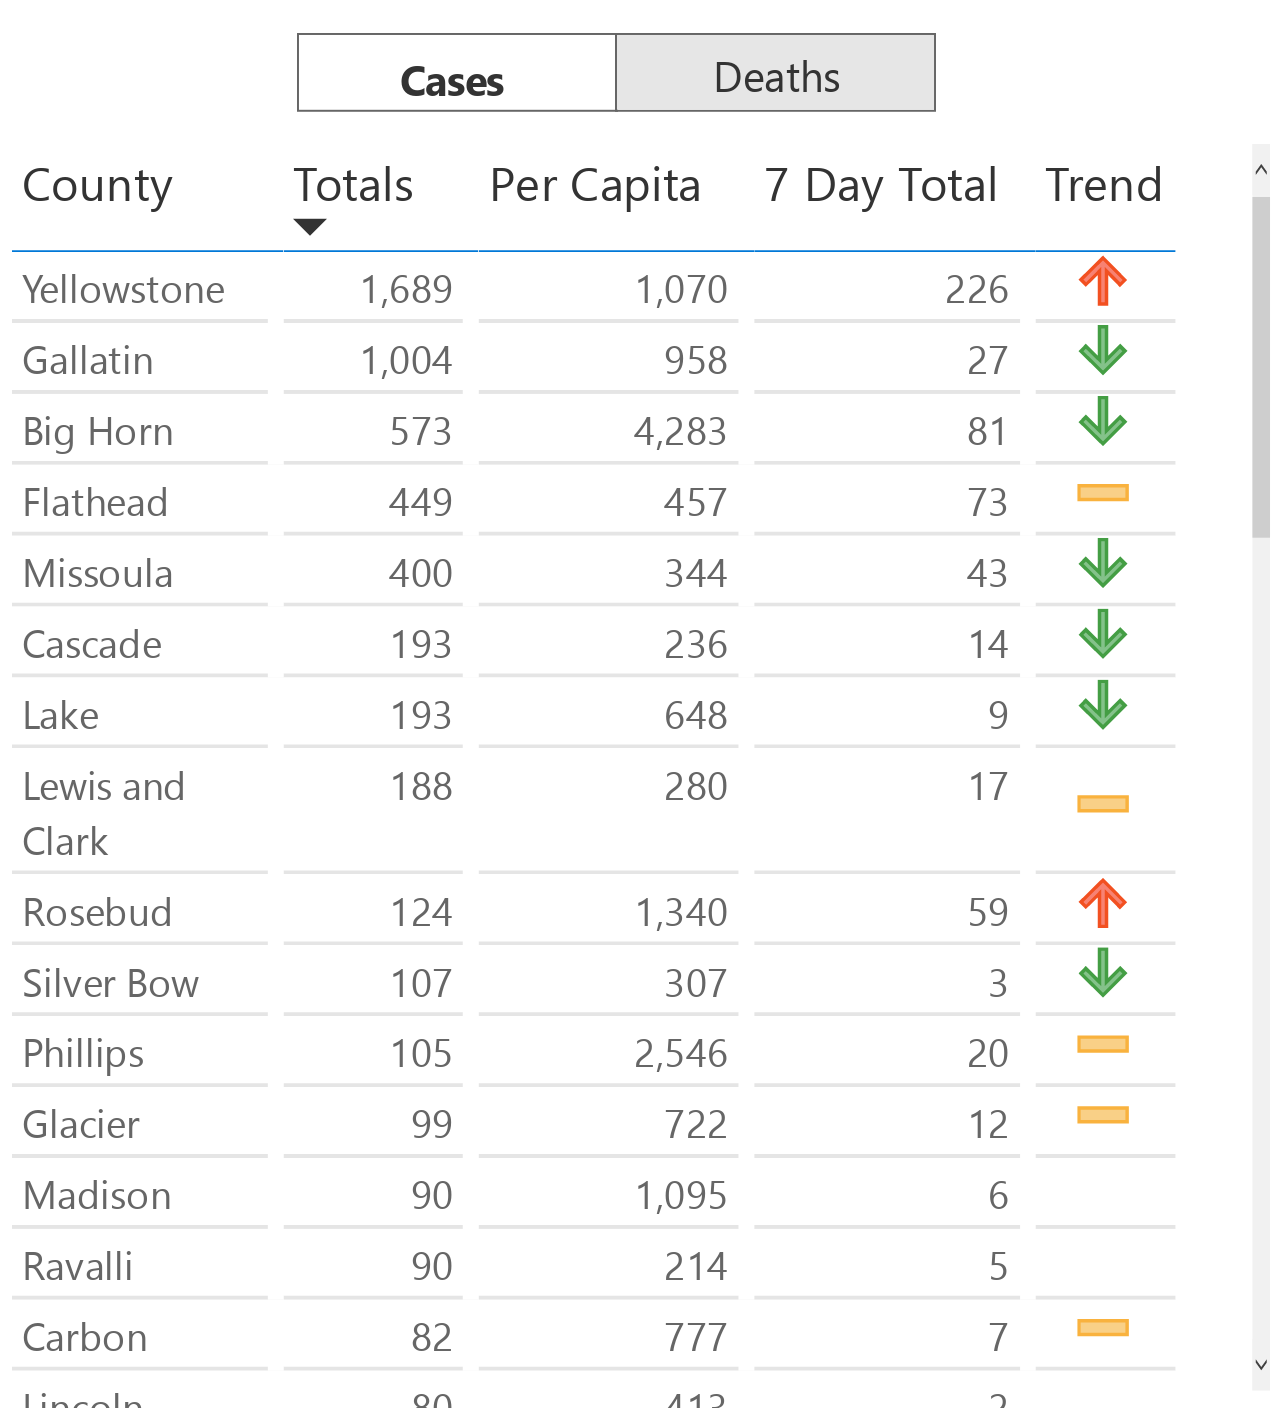 Cases Deaths
County Totals Per Capita 7 Day Total Trend
Yellowstone 1,689 1,070 226
Gallatin 1,004 958 27
Big Horn 573 4,283 81
Flathead 449 457 73
Missoula 400 344 43
Cascade 193 236 14
Lake 193 648 9
Lewis and 188 280 17
Clark
Rosebud 124 1,340 59
Silver Bow 107 307 3
Phillips 105 2,546 20
Glacier 99 722 12
Madison 90 1,095 6
Ravalli 90 214 5
Carbon 82 777 7
Lincoln 80 413 2